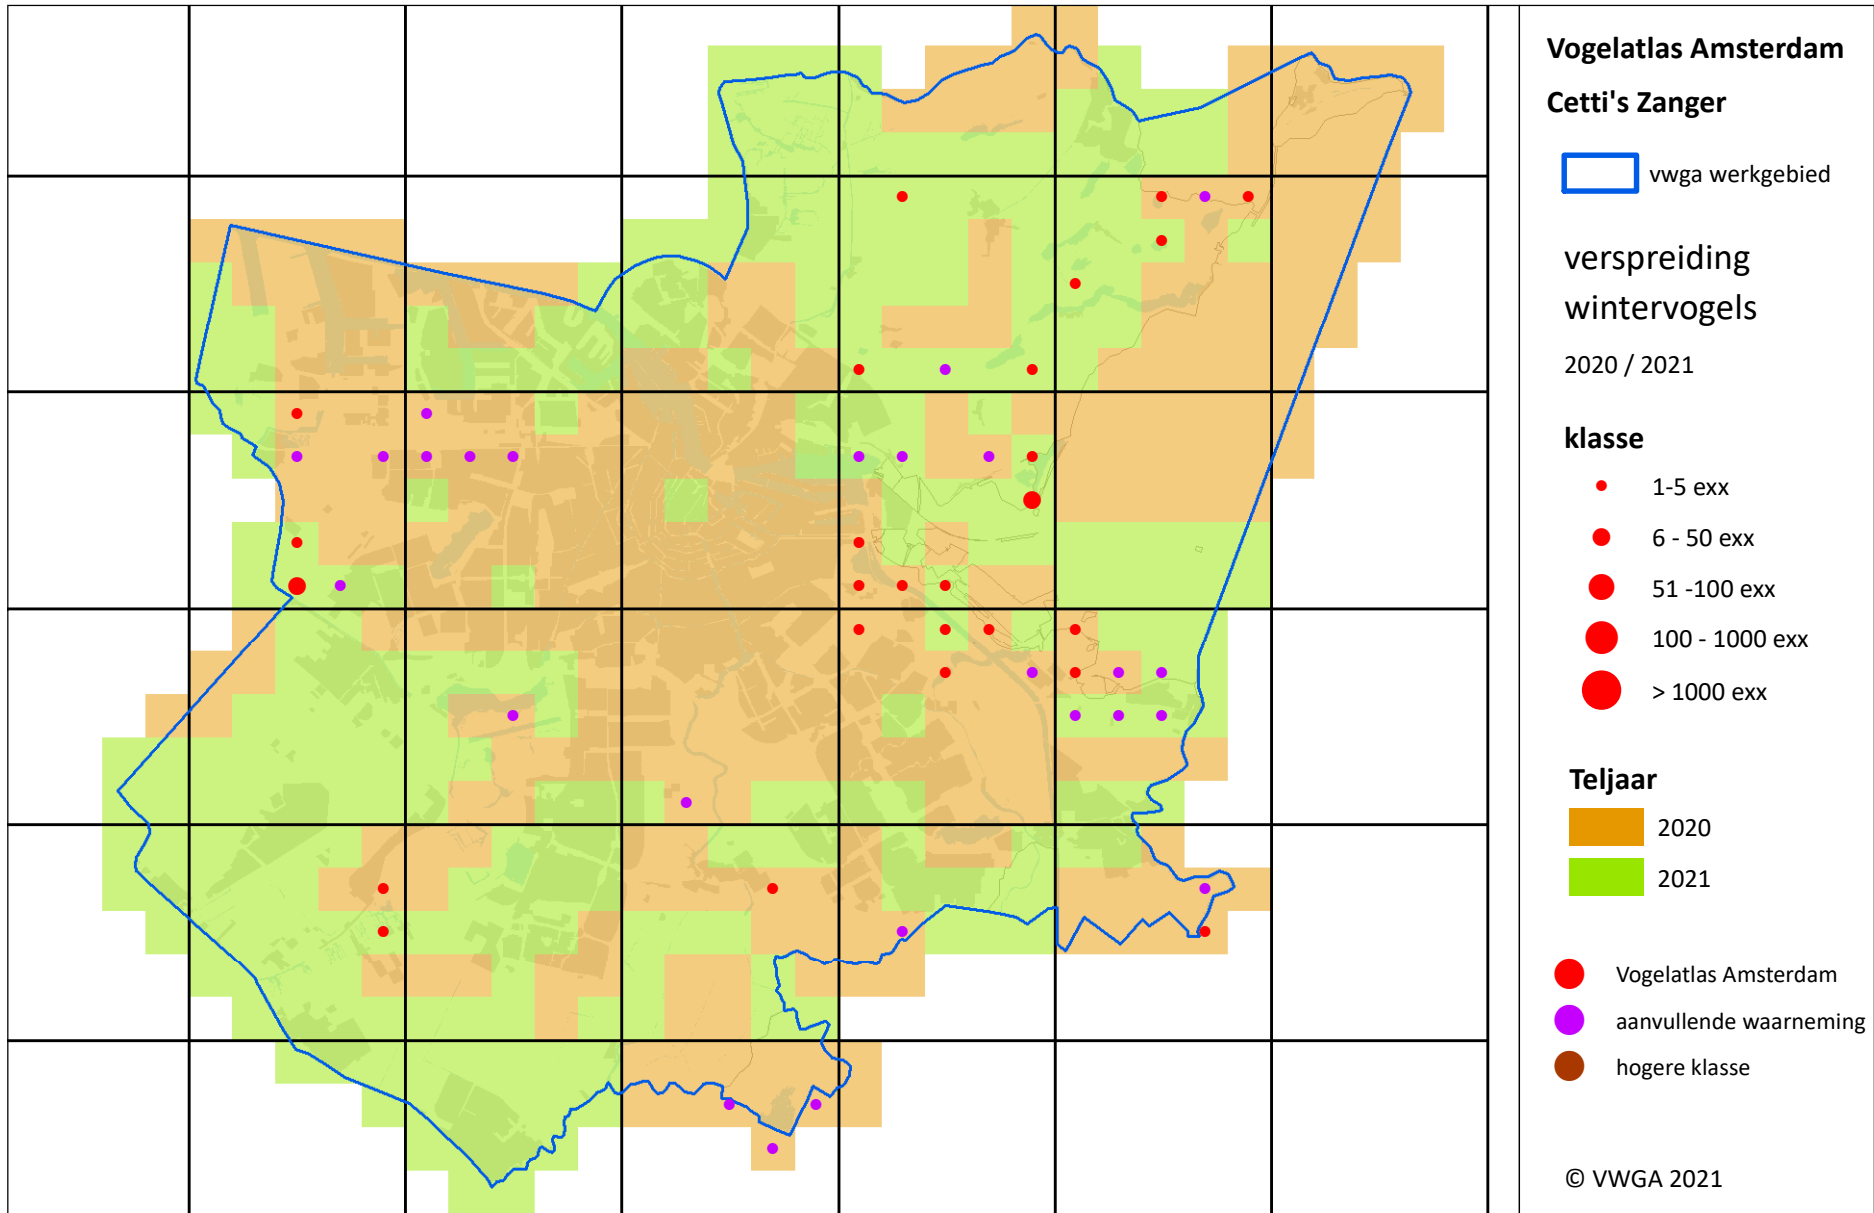 Vogelatlas Amsterdam
Cetti's Zanger
vwga werkgebied
verspreiding
wintervogels
2020 / 2021
klasse
1-5 exx
6 - 50 exx
51 -100 exx
100 - 1000 exx
> 1000 exx
Teljaar
2020
2021
Vogelatlas Amsterdam
aanvullende waarneming
hogere klasse
© VWGA 2021